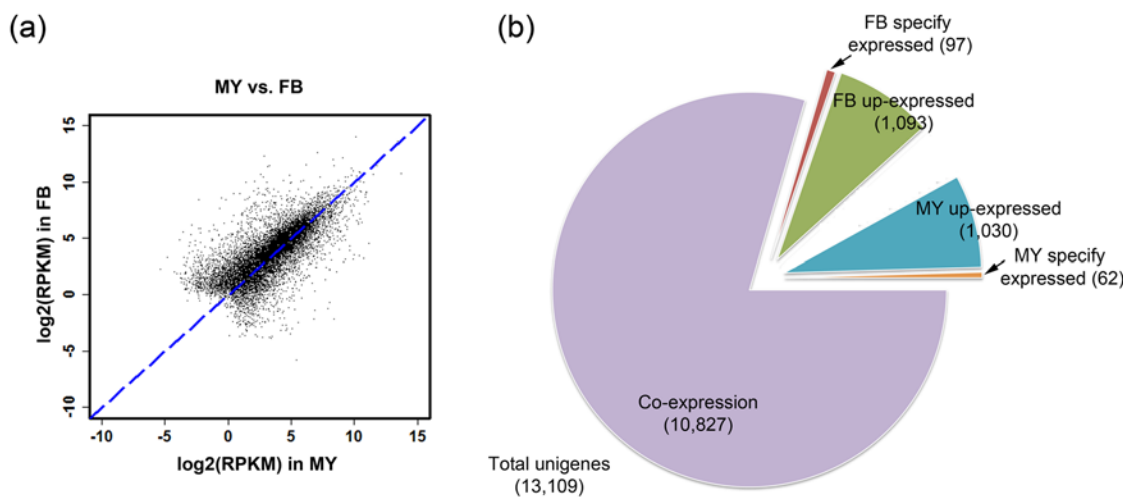 (a)
MY vs. FB
15
10
5
0
-5
-10
log2(RPKM) in FB
-10
-5
0
5
10
15
log2(RPKM) in MY
(b)
FB specify
expressed (97)
FB up-expressed
(1,093)
MY up-expressed
(1,030)
MY specify
expressed (62)
Co-expression
(10,827)
Total unigenes
(13,109)